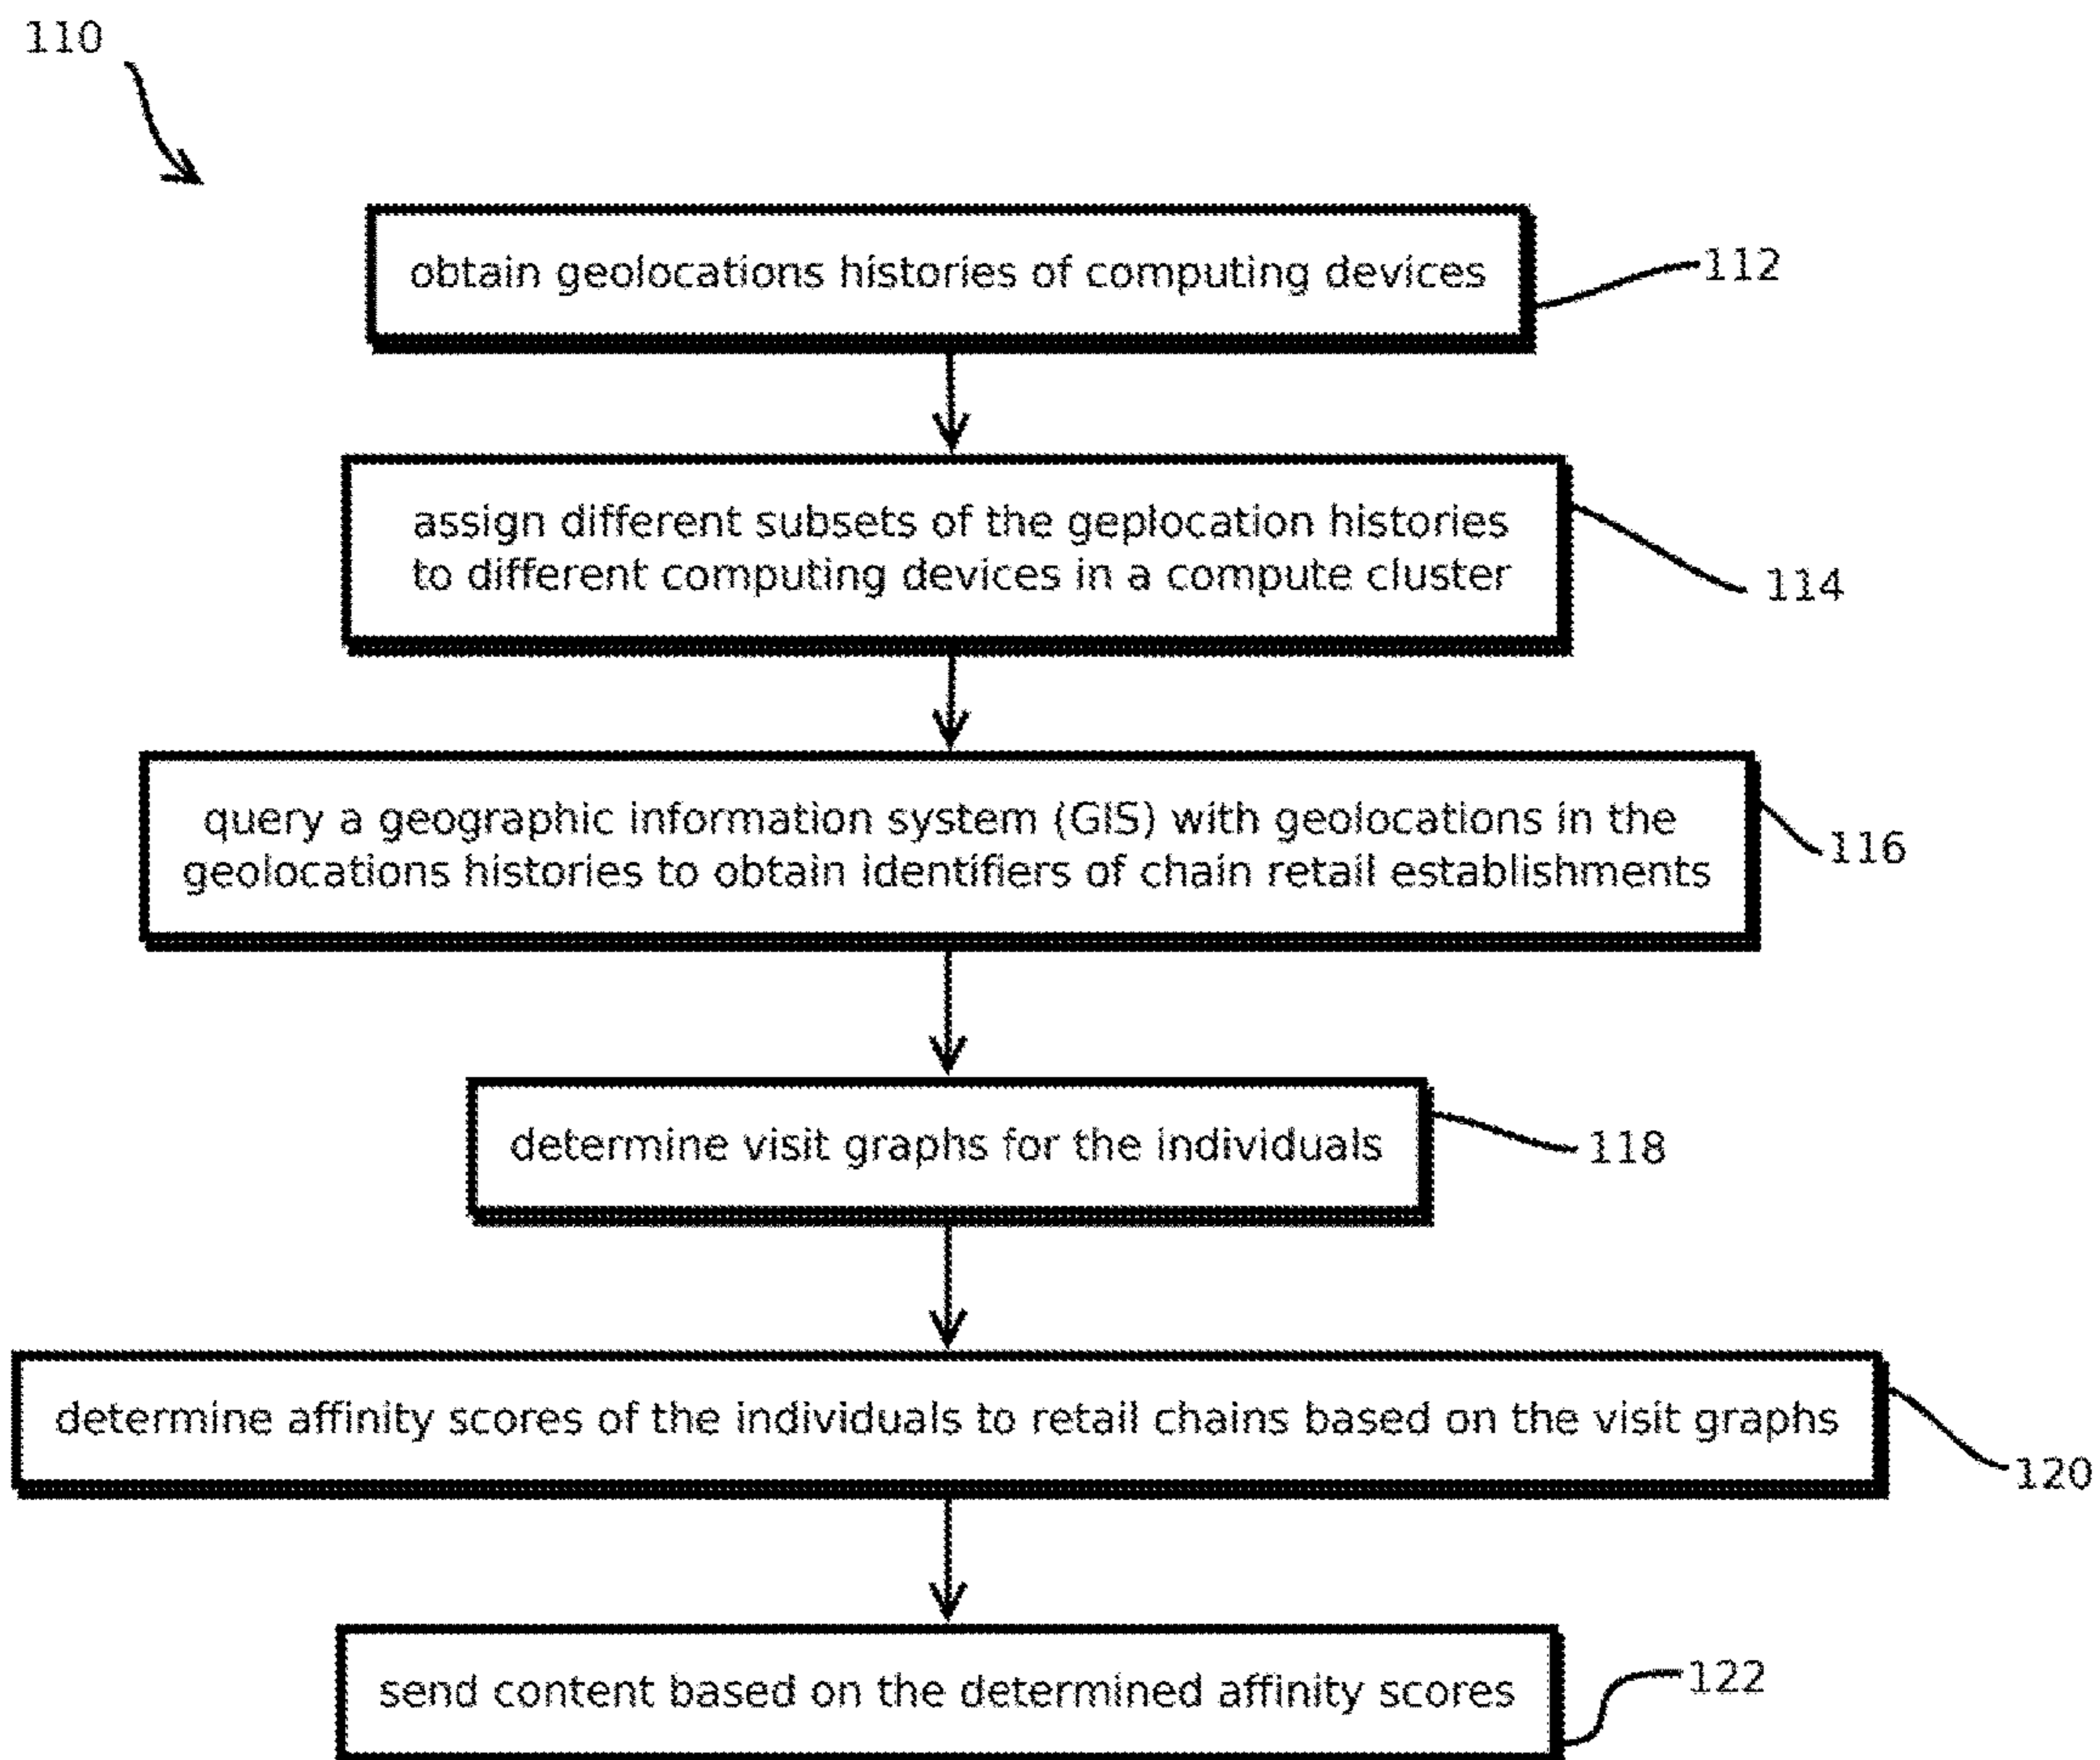 110
obtain geolocations histories of computing devices
112
assign different subsets of the geplocation histories
to different computing devices in a compute cluster
114
query a geographic information system (GIS) with geolocations in the
geolocations histories to obtain identifiers of chain retail establishments
116
determine visit graphs for the individuals
118
determine affinity scores of the individuals to retail chains based on the visit graphs
120
send content based on the determined affinity scores
122